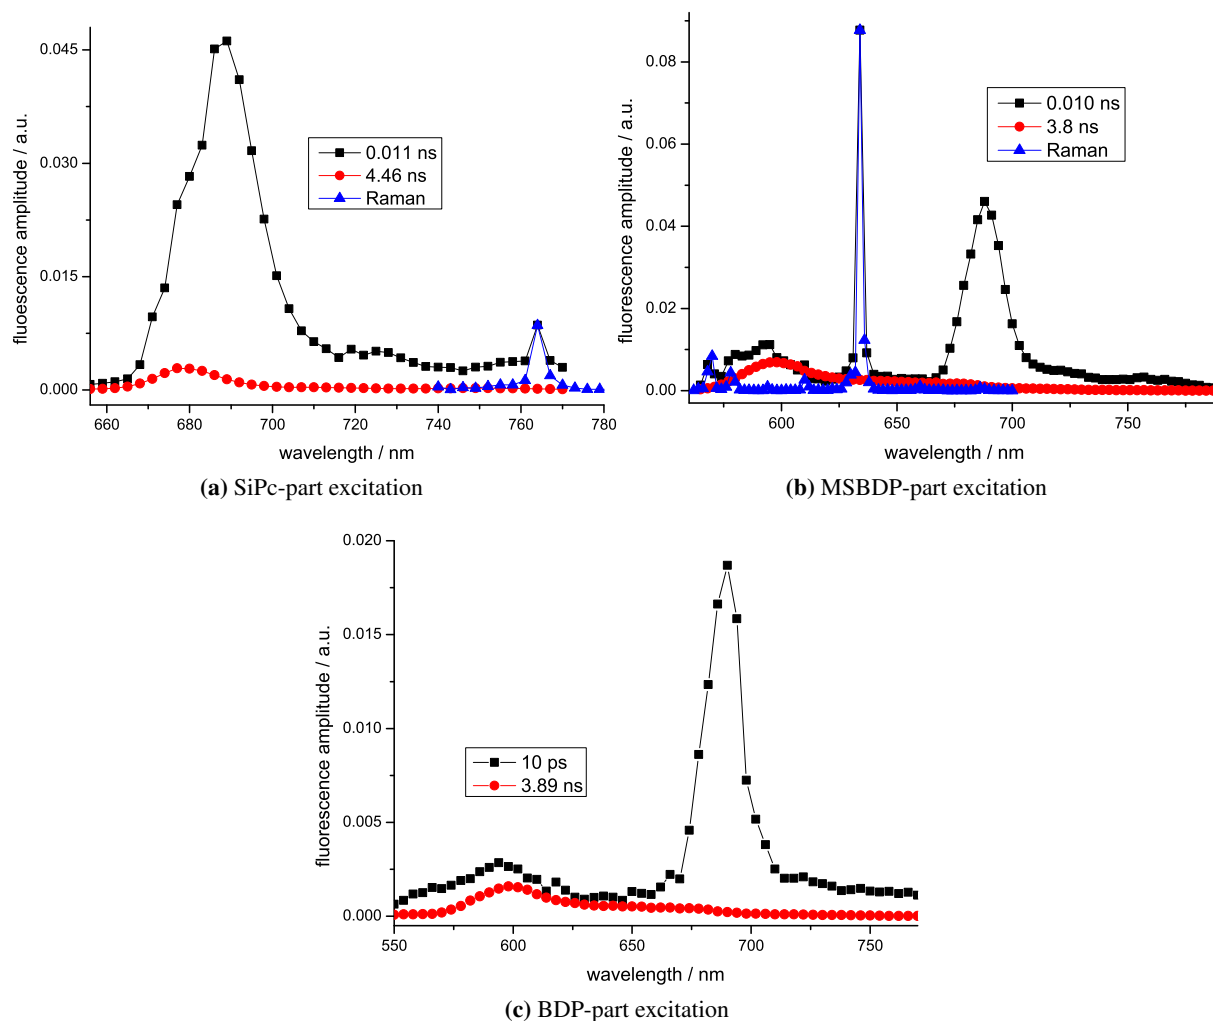 fluoescence amplitude / a.u.
0.045
0.030
0.015
0.000
0.011 ns
4.46 ns
Raman
660 680 700 720 740 760 780
wavelength / nm
(a) SiPc-part excitation
fluorescence amplitude / a.u.
0.08
0.06
0.04
0.02
0.00
0.010 ns
3.8 ns
Raman
600 650 700 750
wavelength / nm
(b) MSBDP-part excitation
fluorescence amplitude / a.u.
0.020
0.015
0.010
0.005
0.000
10 ps
3.89 ns
550 600 650 700 750
wavelength / nm
(c) BDP-part excitation